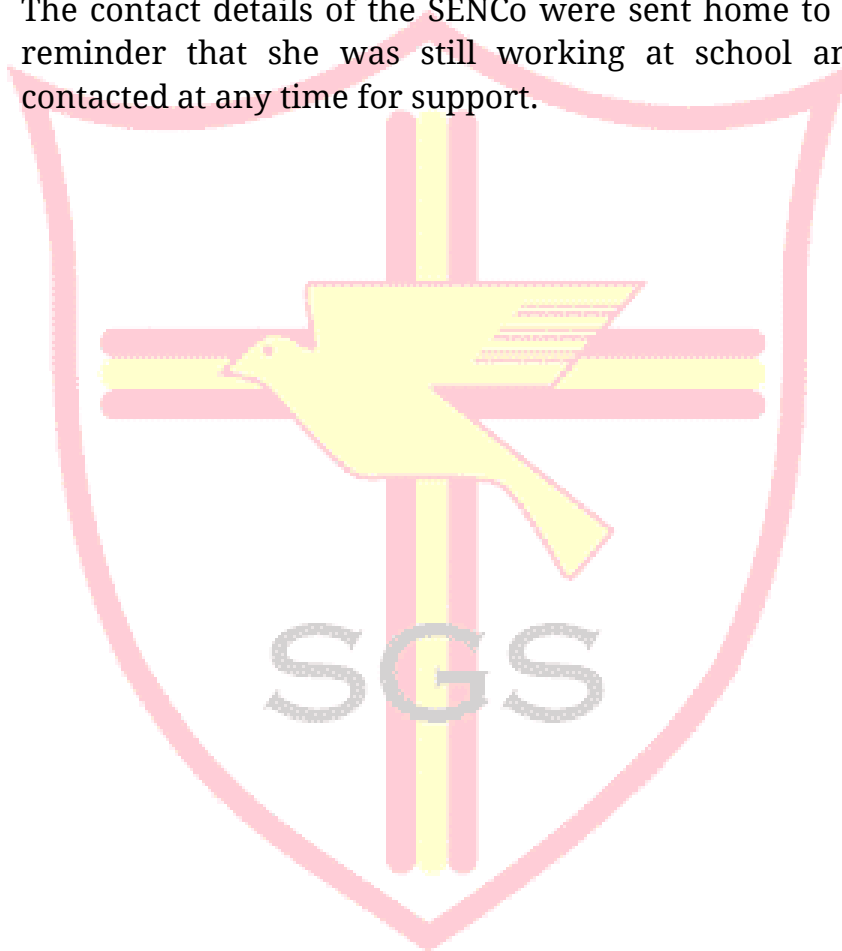 The contact details of the SENCo were sent home to
reminder that she was still working at school
contacted at any time for support.
SGS